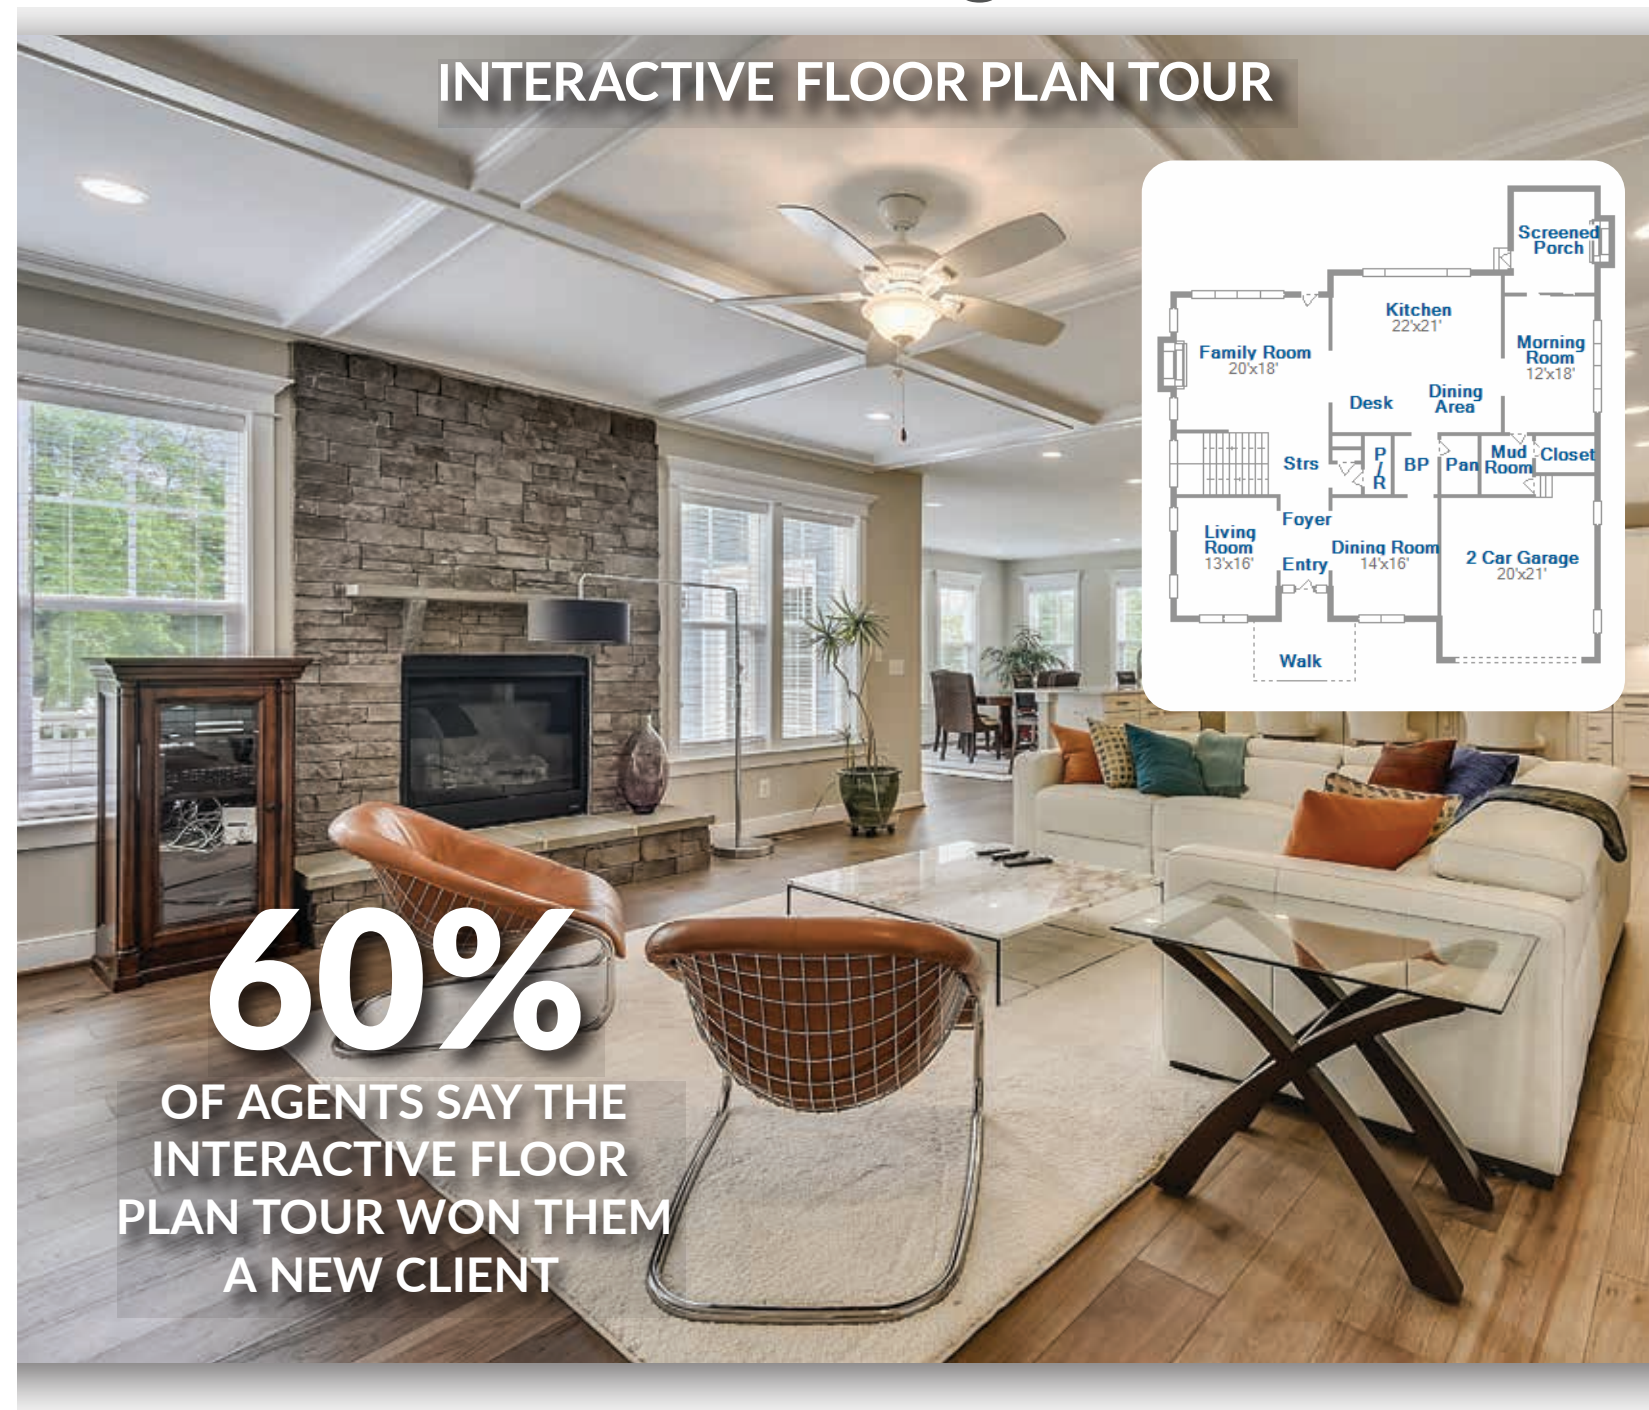 INTERACTIVE FLOOR PLAN TOUR
Screened
Porch
Kitchen
22'x21'
Family Room
20'x18'
Morning
Room
12'x18'
Desk
Dining
Area
Strs
P
/
R
BP
Pan
Mud
Room
Closet
Foyer
Living
Room
13'x16'
Entry
Dining Room
14'x16'
2 Car Garage
20'x21'
Walk
60%
OF AGENTS SAY THE
INTERACTIVE FLOOR
PLAN TOUR WON THEM
A NEW CLIENT